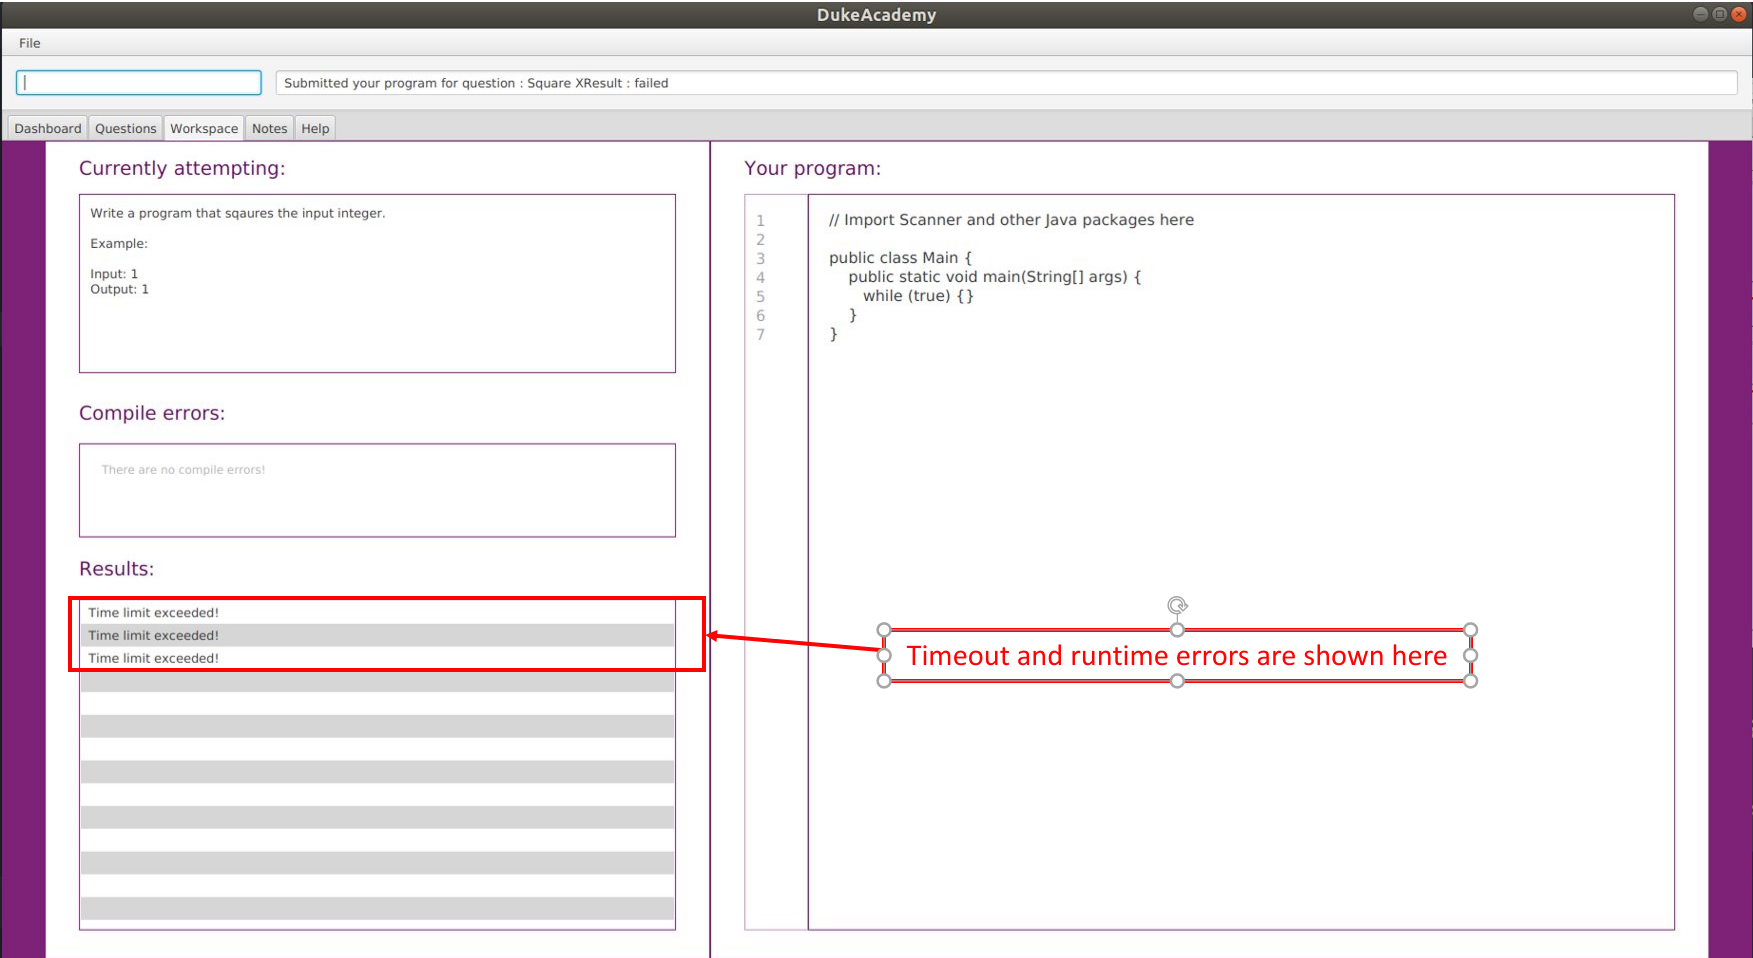 DukeAcademy
File
Submitted your program for question : Square XResult : failed
Dashboard Questions Workspace Notes Help
Currently attempting:
Write a program that sqaures the input integer.
Example:
Input: 1
Output: 1
Compile errors:
There are no compile errors!
Results:
Time limit exceeded!
Time limit exceeded!
Time limit exceeded!
Your program:
1 // Import Scanner and other Java packages here
2
3 public class Main {
4 public static void main(String[] args) {
5 while (true) {}
6 }
7 }
Timeout and runtime errors are shown here